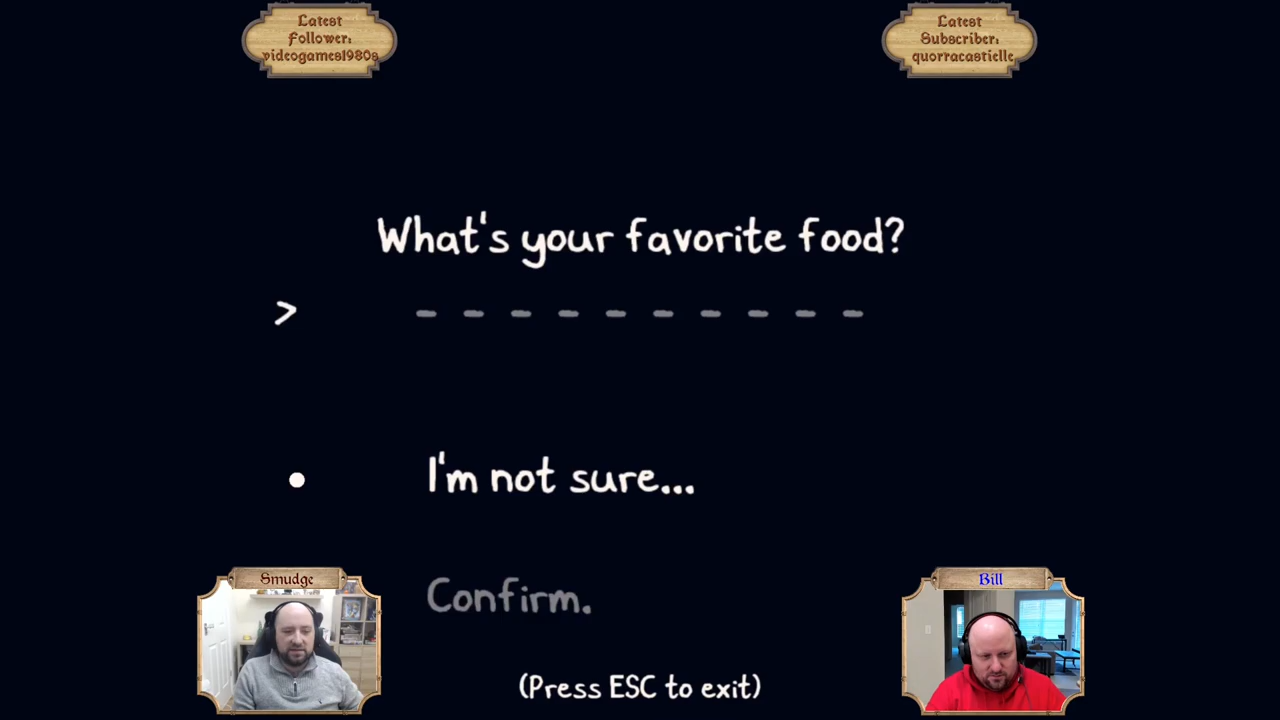 Latest
Follower:
videogames1980s
Latest
Subscriber:
quorracastielle
What's your favorite food?
>
I'm not sure...
Confirm.
(Press ESC to exit)
Smudge
Bill